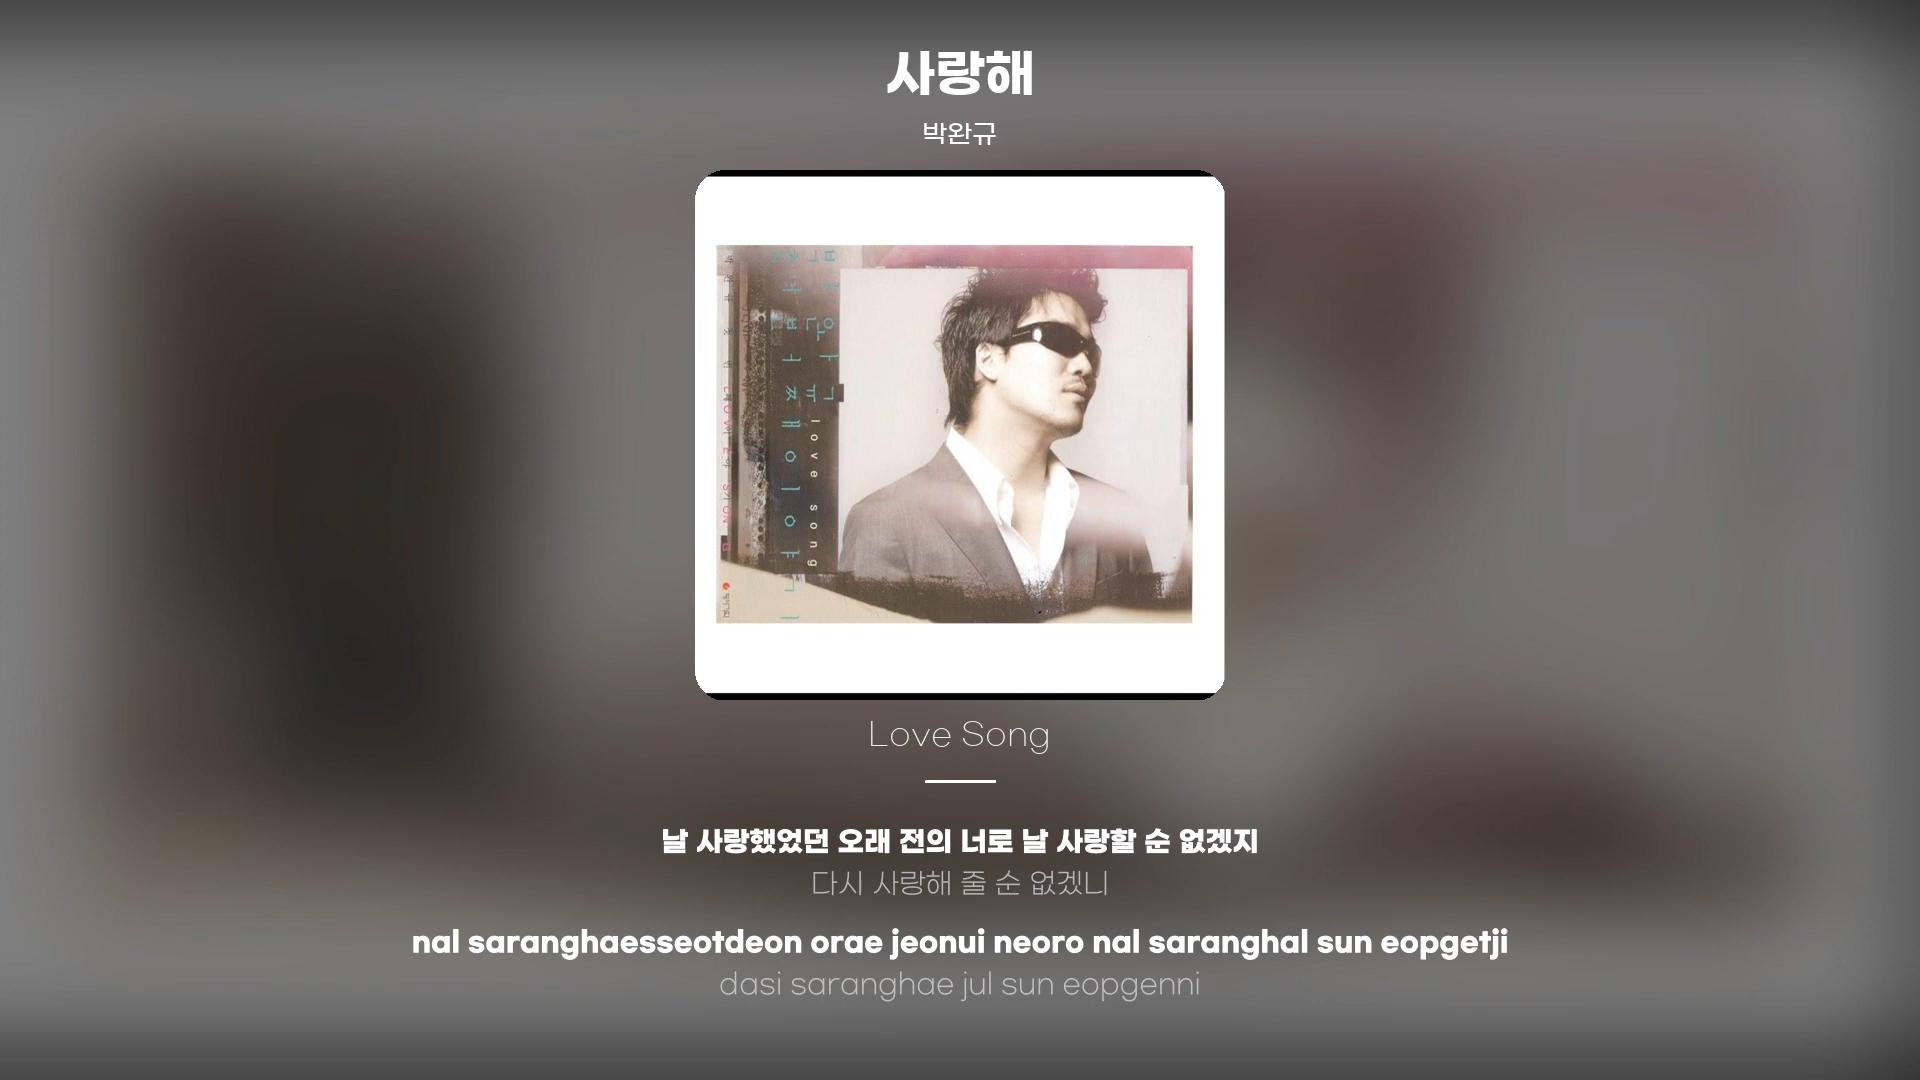 사랑해
박완규
love song
Love Song
날 사랑했었던 오래 전의 너로 날 사랑할 순 없겠지
다시 사랑해 줄 순 없겠니
nal saranghaesseotdeon orae jeonui neoro nal saranghal sun eopgetji
dasi saranghae jul sun eopgenni